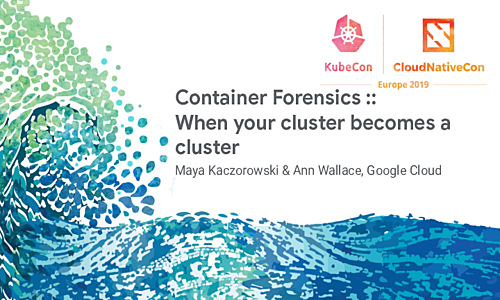 KubeCon
CloudNativeCon
Europe 2019
Container Forensics ::
When your cluster becomes a
cluster
Maya Kaczorowski & Ann Wallace, Google Cloud